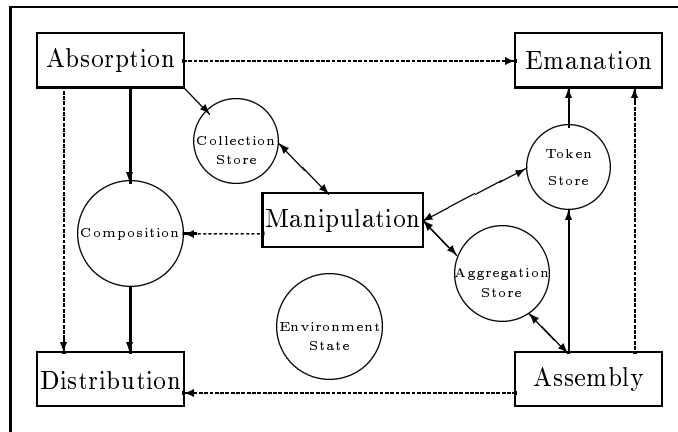 Absorption
Emanation
Collection
Store
Token
Store
Manipulation
Composition
Aggregation
Store
Environment
State
Distribution
Assembly